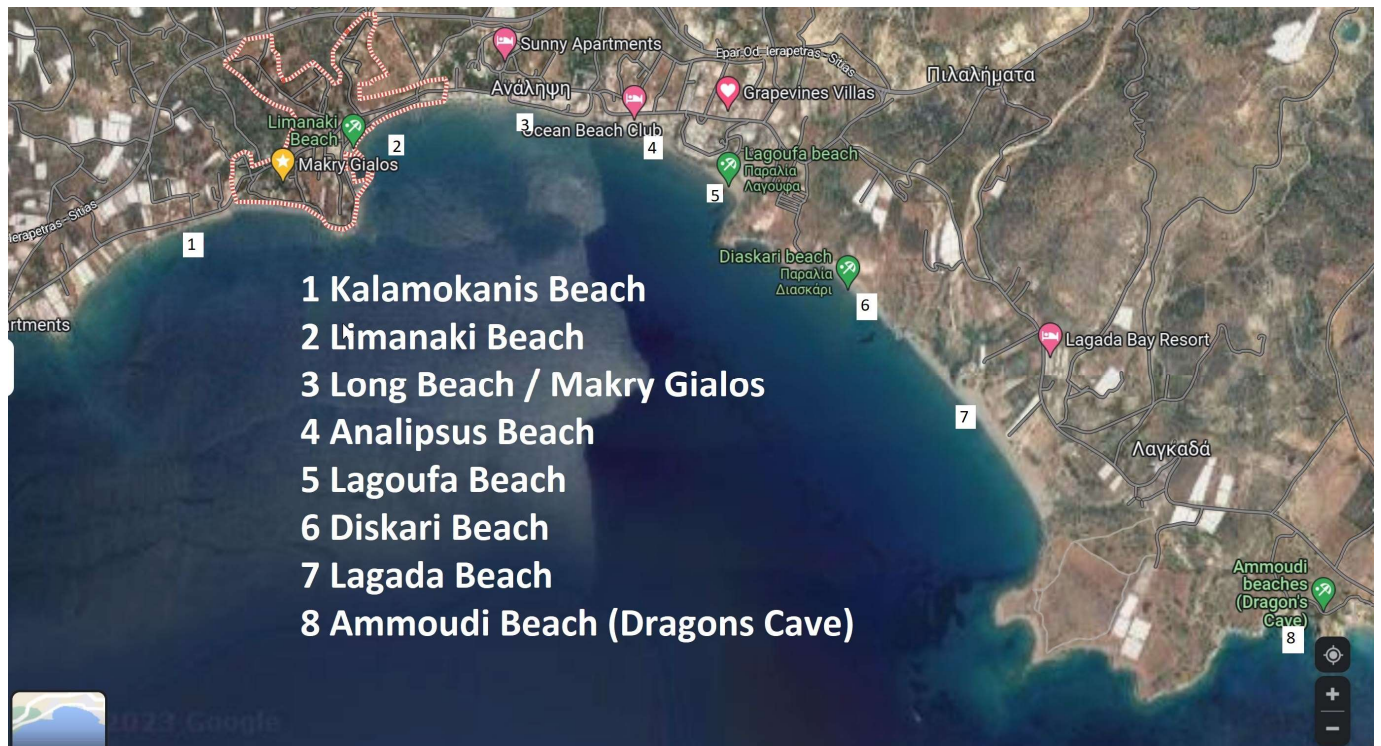 Sunny Apartments
Epar.Od. Ierapetras - Sitias
Πιλαλήματα
Ανάληψη
Grapevines Villas
Limanaki
Beach
2
3
Ocean Beach Club
4
Makry Gialos
Lagoufa beach
Παραλία
Λαγουφα
5
Ierapetras - Sitias
1
Diaskari beach
Παραλία
Διασκάρι
6
artments
Lagada Bay Resort
7
Λαγκαδά
1 Kalamokanis Beach
2 Limanaki Beach
3 Long Beach / Makry Gialos
4 Analipsus Beach
5 Lagoufa Beach
6 Diskari Beach
7 Lagada Beach
8 Ammoudi Beach (Dragons Cave)
Ammoudi
beaches
(Dragon's
Cave)
8
2023 Google